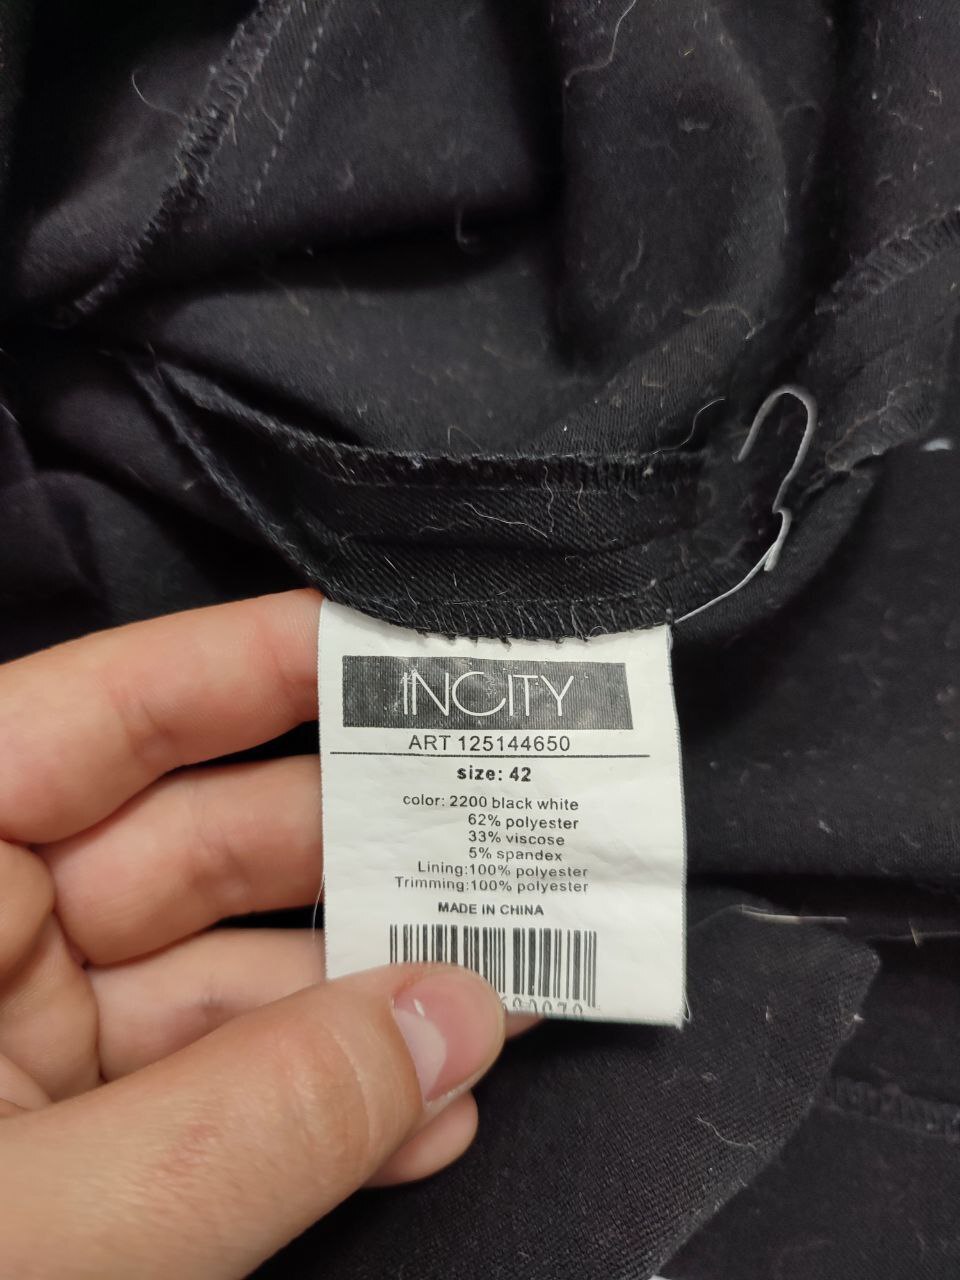 INCITY
ART 125144650
size: 42
color: 2200 black white
62% polyester
33% viscose
5% spandex
Lining:100% polyester
Trimming:100% polyester
MADE IN CHINA